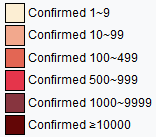 Confirmed 1~9
Confirmed 10~99
Confirmed 100~499
Confirmed 500~999
Confirmed 1000~9999
Confirmed ≥10000